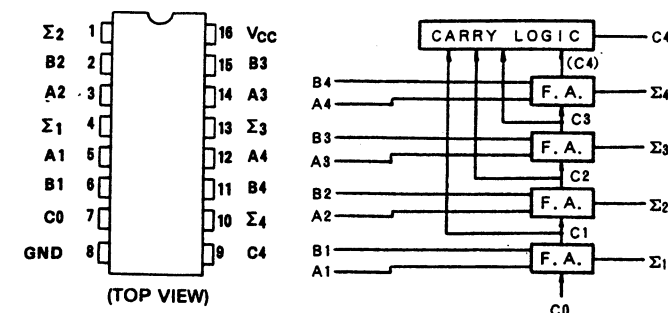 Σ2 1 16 VCC
B2 2 15 B3
A2 3 14 A3
Σ1 4 13 Σ3
A1 5 12 A4
B1 6 11 B4
C0 7 10 Σ4
GND 8 9 C4
(TOP VIEW)
CARRY LOGIC C4
(C4)
B4
A4
F.A. Σ4
C3
B3
A3
F.A. Σ3
C2
B2
A2
F.A. Σ2
C1
B1
A1
F.A. Σ1
C0